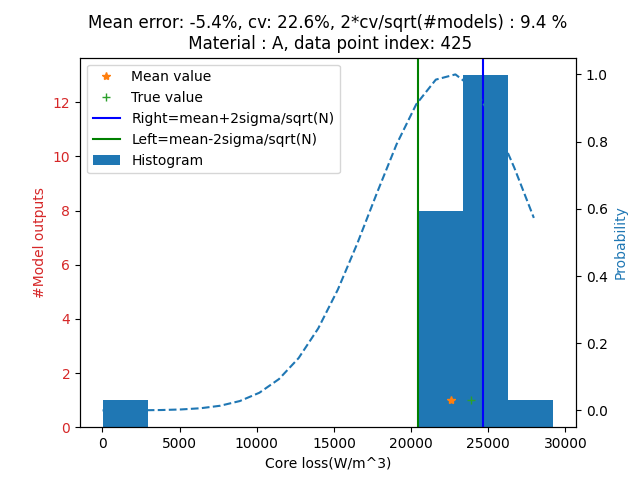 Mean error: -5.4%, cv: 22.6%, 2*cv/sqrt(#models) : 9.4 %
Material : A, data point index: 425
Mean value
True value
Right=mean+2sigma/sqrt(N)
Left=mean-2sigma/sqrt(N)
Histogram
#Model outputs
12
10
8
6
4
2
0
1.0
0.8
0.6
0.4
0.2
0.0
Probability
0 5000 10000 15000 20000 25000 30000
Core loss(W/m^3)